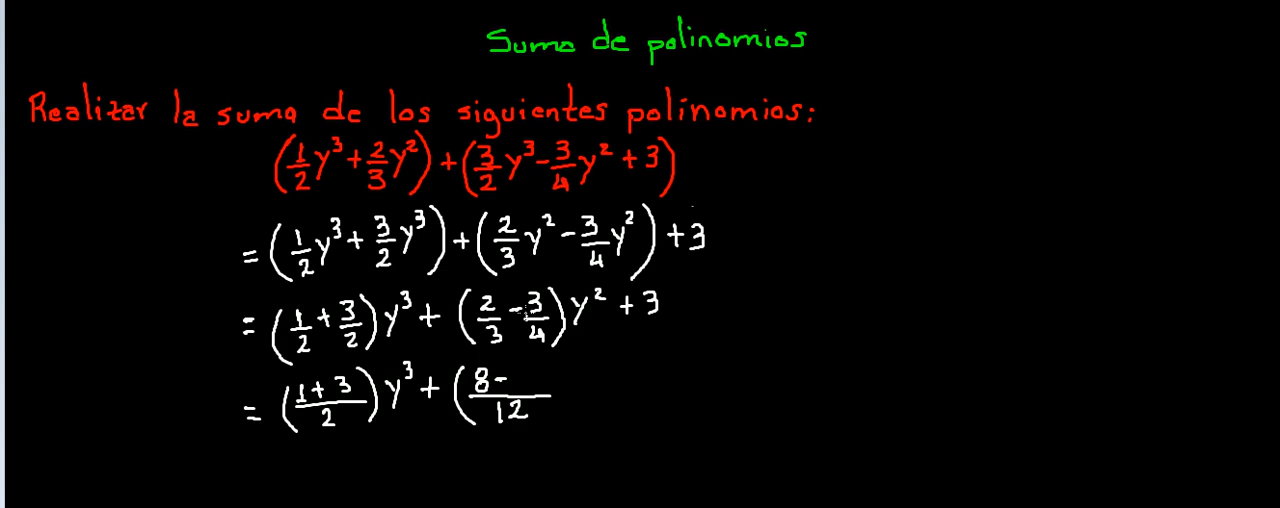 Suma de polinomios
Realizar la suma de los siguientes polinomios:
(1/2 y³ + 2/3 y²) + (3/2 y³ - 3/4 y² + 3)
= (1/2 y³ + 3/2 y³) + (2/3 y² - 3/4 y²) + 3
= (1/2 + 3/2) y³ + (2/3 - 3/4) y² + 3
= ((1+3)/2) y³ + (8-/12